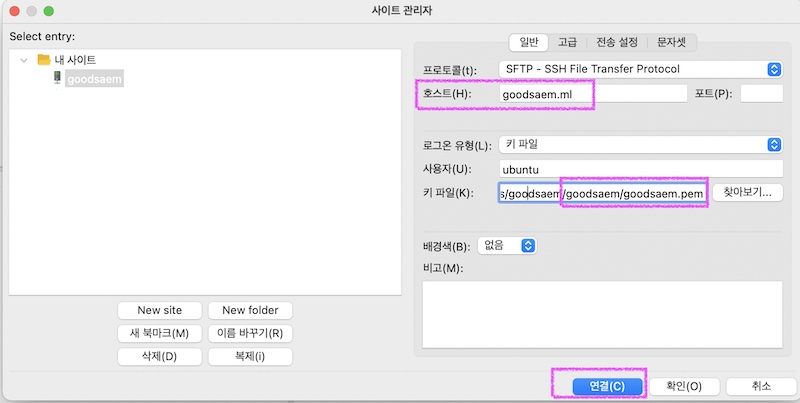 사이트 관리자
Select entry:
내 사이트
goodsaem
New site
New folder
새 북마크(M)
이름 바꾸기(R)
삭제(D)
복제(i)
일반
고급
전송 설정
문자셋
프로토콜(t):
SFTP - SSH File Transfer Protocol
호스트(H):
goodsaem.ml
포트(P):
로그온 유형(L):
키 파일
사용자(U):
ubuntu
키 파일(K):
s/goodsaem/goodsaem/goodsaem.pem
찾아보기...
배경색(B):
없음
비고(M):
연결(C)
확인(O)
취소